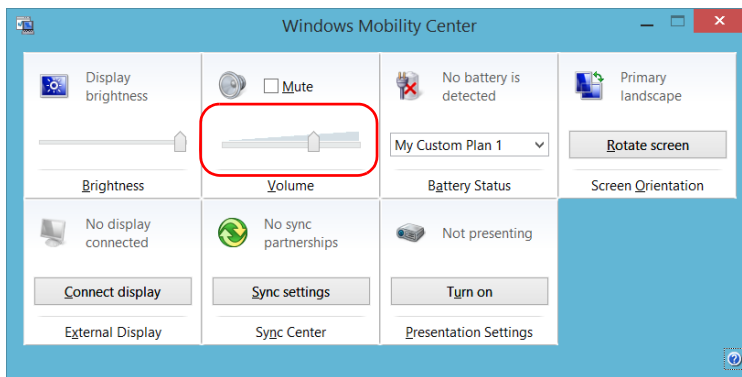 Windows Mobility Center
Display
brightness
Brightness
Mute
Volume
No battery is
detected
My Custom Plan 1
Battery Status
Primary
landscape
Rotate screen
Screen Orientation
No display
connected
Connect display
External Display
No sync
partnerships
Sync settings
Sync Center
Not presenting
Turn on
Presentation Settings